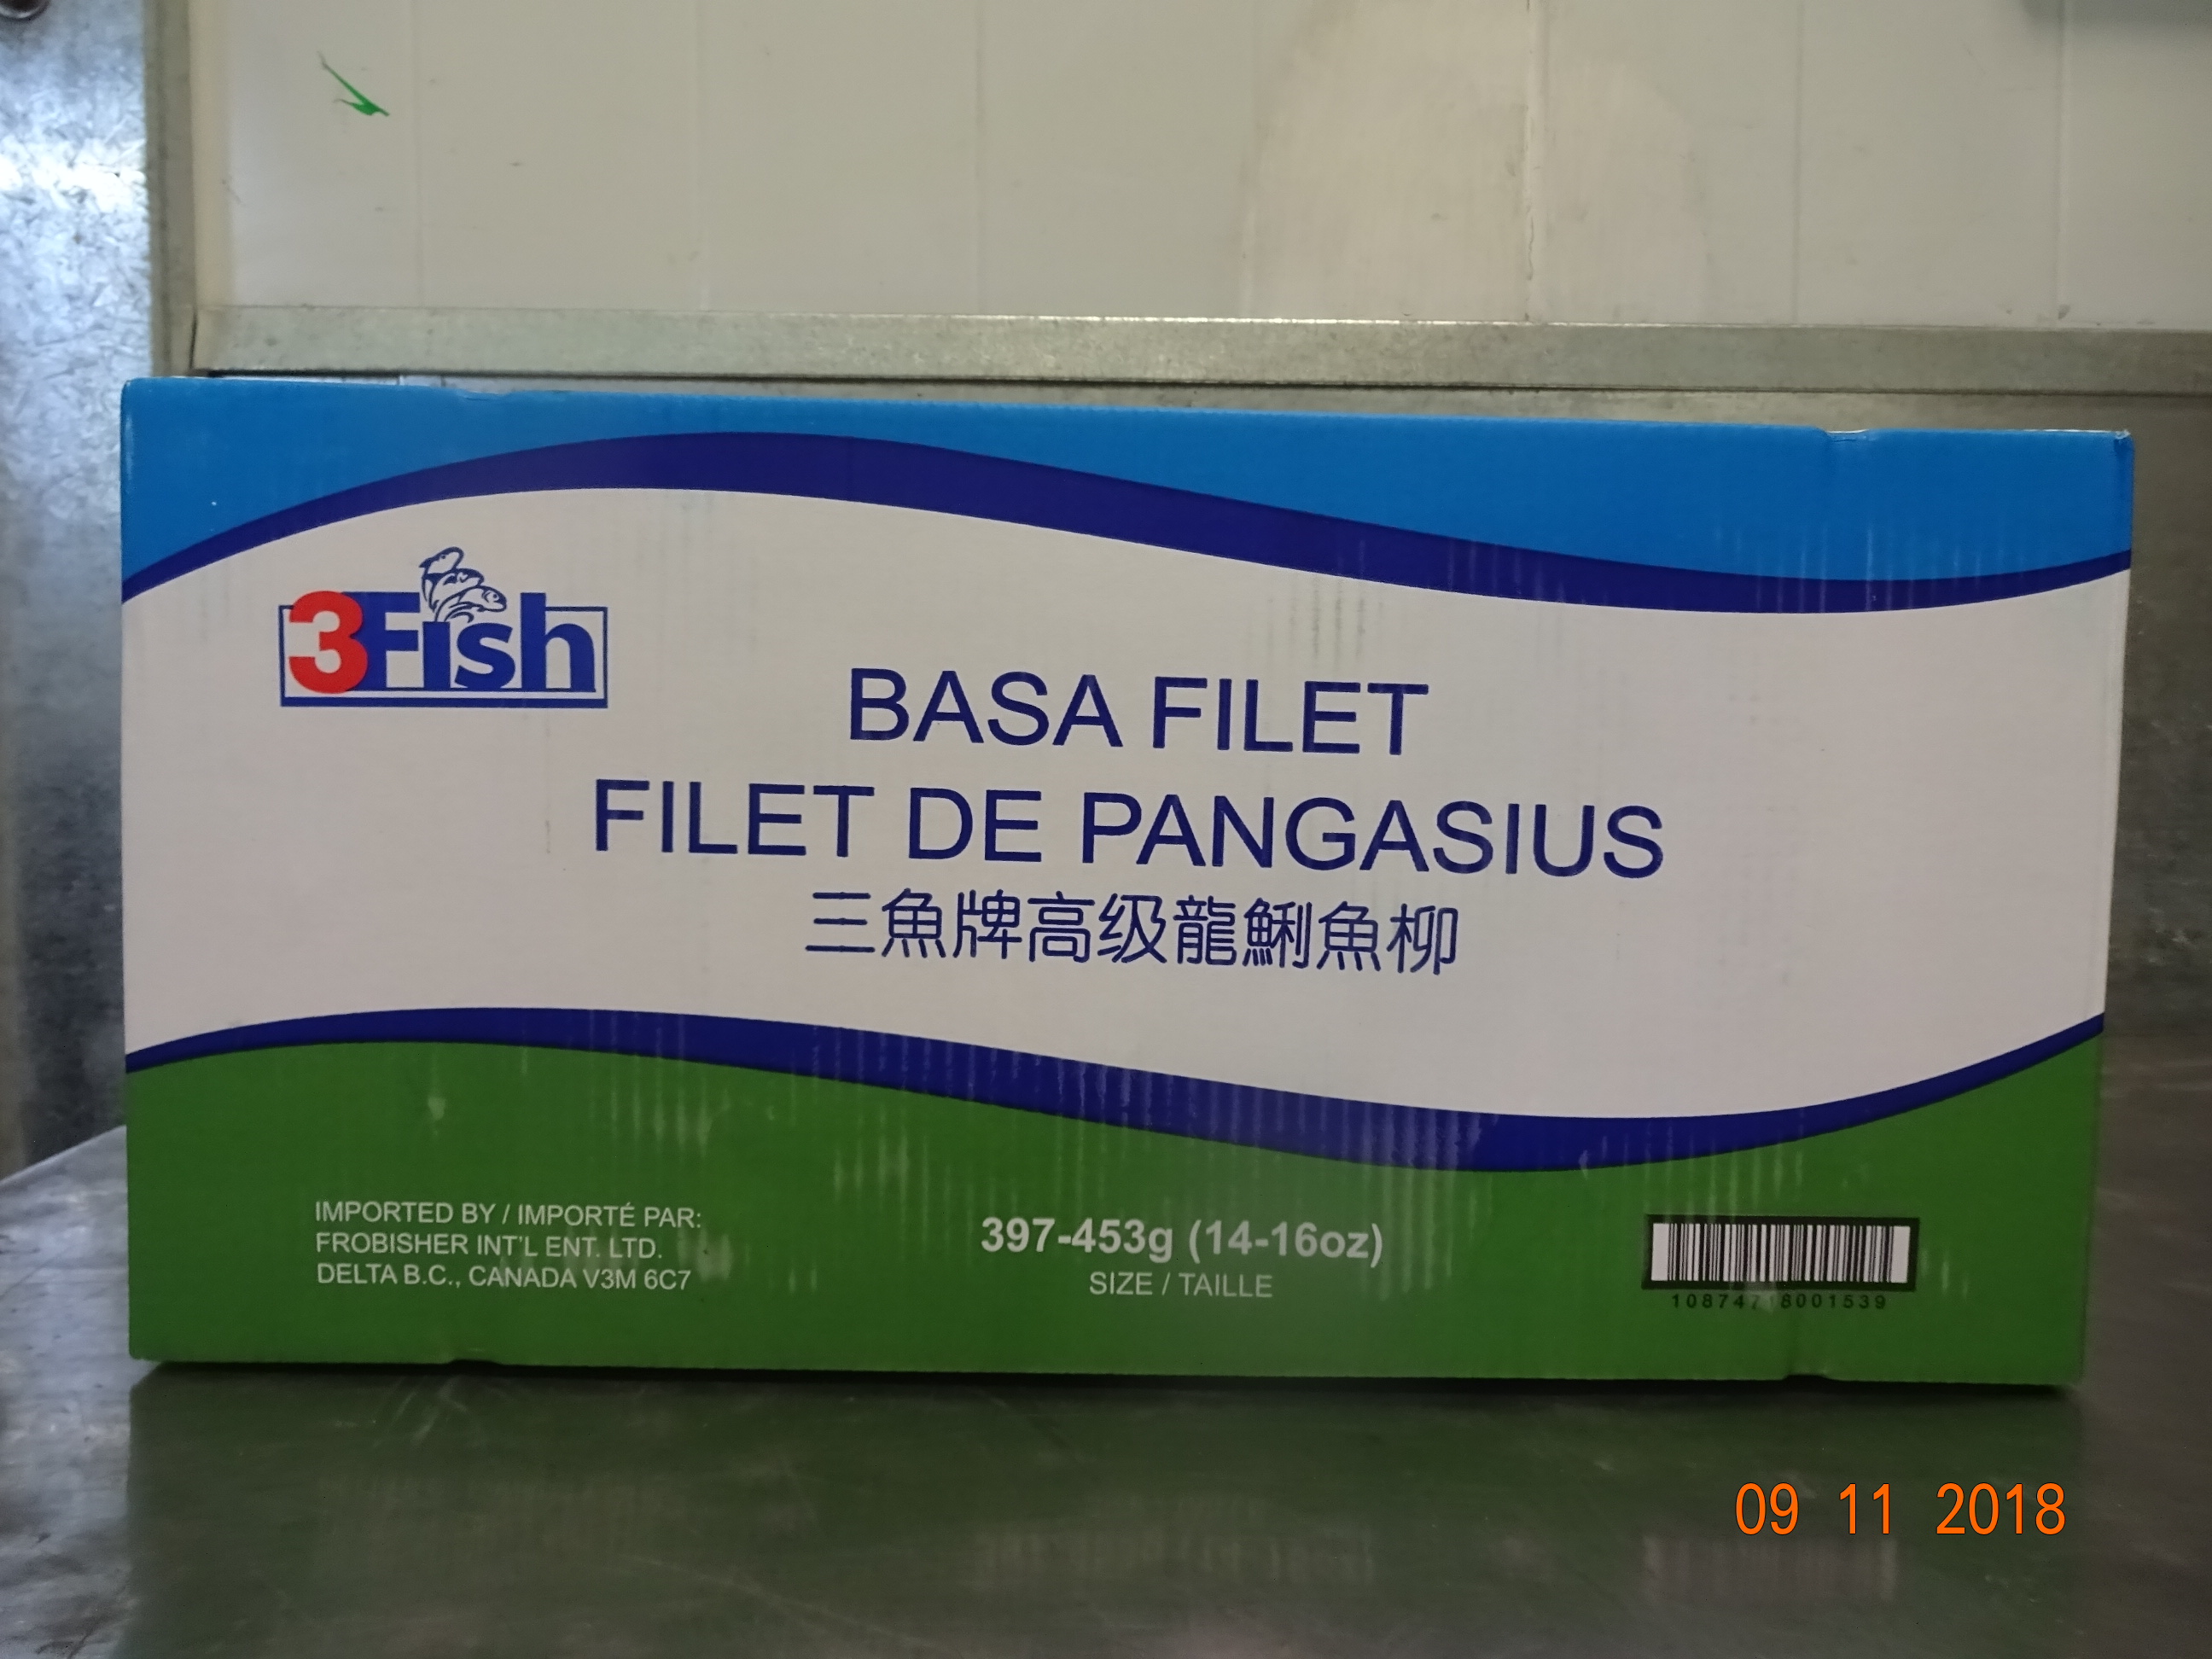 3Fish
BASA FILET
FILET DE PANGASIUS
三魚牌高级龍鯏魚柳
IMPORTED BY / IMPORTÉ PAR:
FROBISHER INT'L ENT. LTD.
DELTA B.C., CANADA V3M 6C7
397-453g (14-16oz)
SIZE / TAILLE
10874718001539
09 11 2018